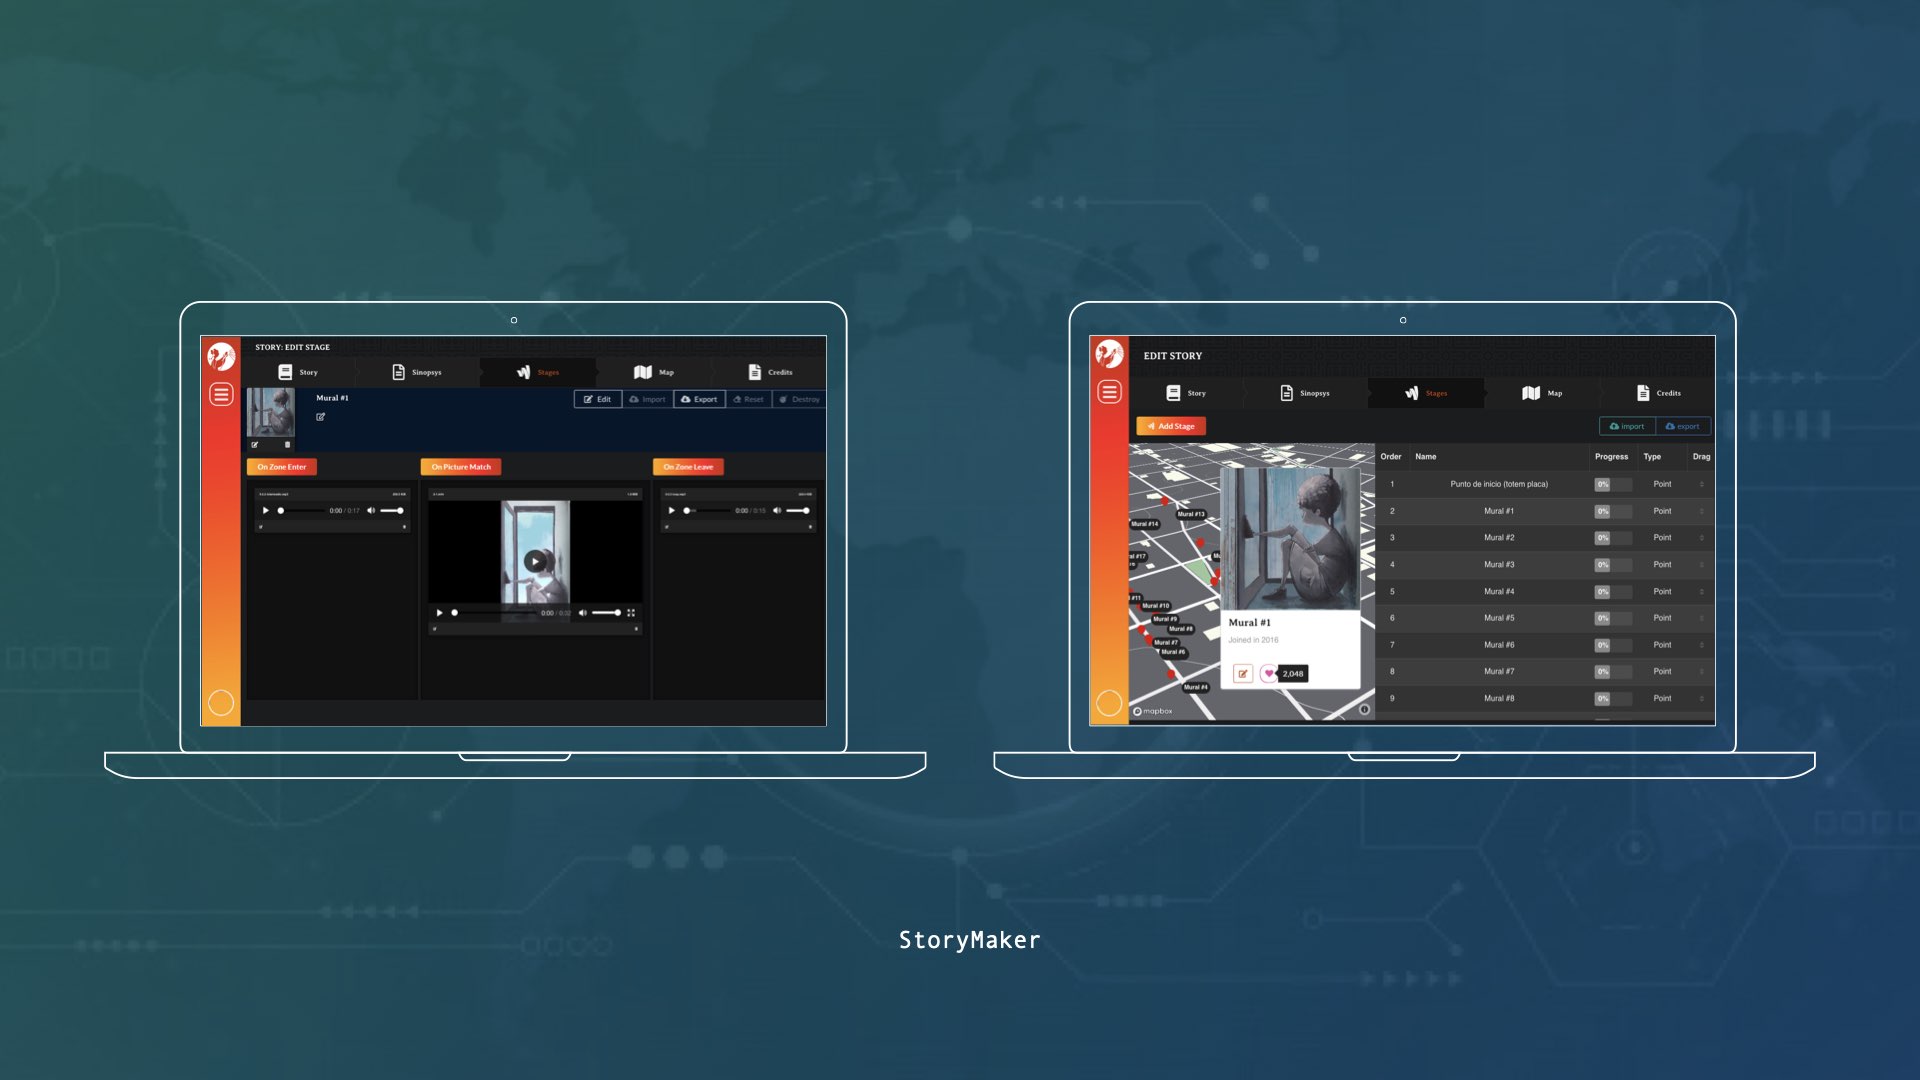 STORY: EDIT STAGE
Story
Sinopsys
Stages
Map
Credits
Mural #1
Edit
Import
Export
Reset
Destroy
On Zone Enter
On Picture Match
On Zone Leave
0:00 / 0:17
0:00 / 0:32
0:00 / 0:15
EDIT STORY
Story
Sinopsys
Stages
Map
Credits
Add Stage
import
export
Mural #13
Mural #14
Mural #10
Mural #9
Mural #8
Mural #7
Mural #6
Mural #4
mapbox
Mural #1
Joined in 2016
2,048
Order Name Progress Type Drag
1 Punto de inicio (totem placa) 0% Point
2 Mural #1 0% Point
3 Mural #2 0% Point
4 Mural #3 0% Point
5 Mural #4 0% Point
6 Mural #5 0% Point
7 Mural #6 0% Point
8 Mural #7 0% Point
9 Mural #8 0% Point
StoryMaker